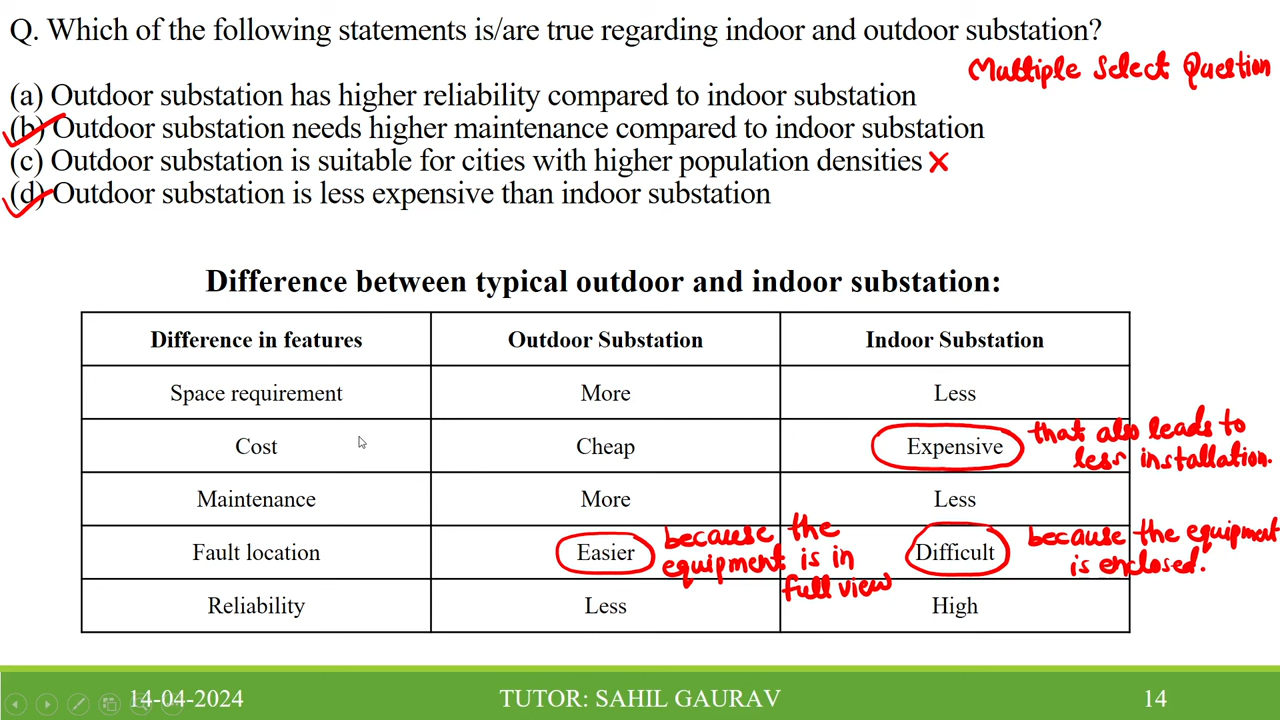 Q. Which of the following statements is/are true regarding indoor and outdoor substation?
Multiple Select Question
(a) Outdoor substation has higher reliability compared to indoor substation
(b) Outdoor substation needs higher maintenance compared to indoor substation
(c) Outdoor substation is suitable for cities with higher population densities
(d) Outdoor substation is less expensive than indoor substation
Difference between typical outdoor and indoor substation:
Difference in features Outdoor Substation Indoor Substation
Space requirement More Less
Cost Cheap Expensive
that also leads to
less installation.
Maintenance More Less
Fault location Easier
because the
equipment is in
full view
Difficult
because the equipment
is enclosed.
Reliability Less High
14-04-2024 TUTOR: SAHIL GAURAV 14